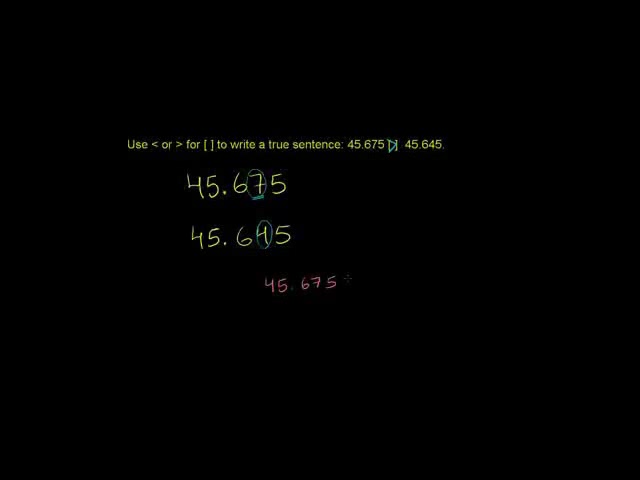 Use < or > for [ ] to write a true sentence: 45.675 [>] 45.645.
45.675
45.645
45.675